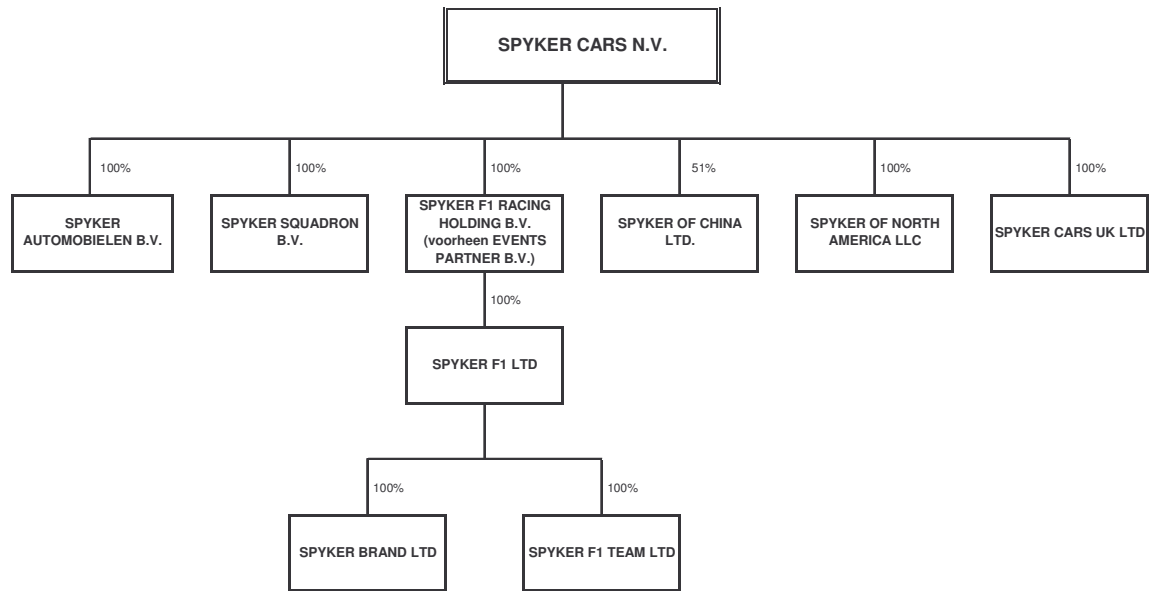 SPYKER CARS N.V.
100%
100%
100%
51%
100%
100%
SPYKER
AUTOMOBIELEN B.V.
SPYKER SQUADRON
B.V.
SPYKER F1 RACING
HOLDING B.V.
(voorheen EVENTS
PARTNER B.V.)
SPYKER OF CHINA
LTD.
SPYKER OF NORTH
AMERICA LLC
SPYKER CARS UK LTD
100%
SPYKER F1 LTD
100%
100%
SPYKER BRAND LTD
SPYKER F1 TEAM LTD